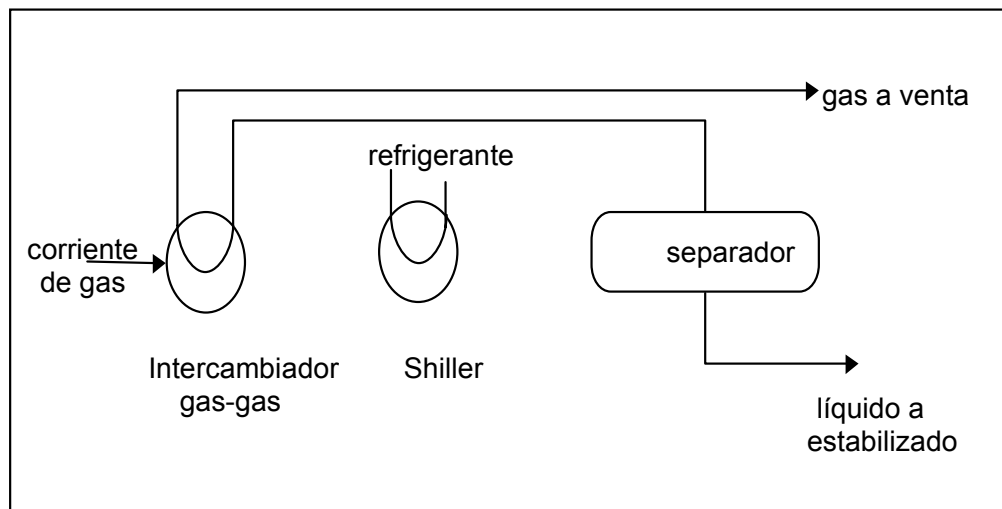 gas a venta
refrigerante
corriente
de gas
separador
Intercambiador
gas-gas
Shiller
líquido a
estabilizado